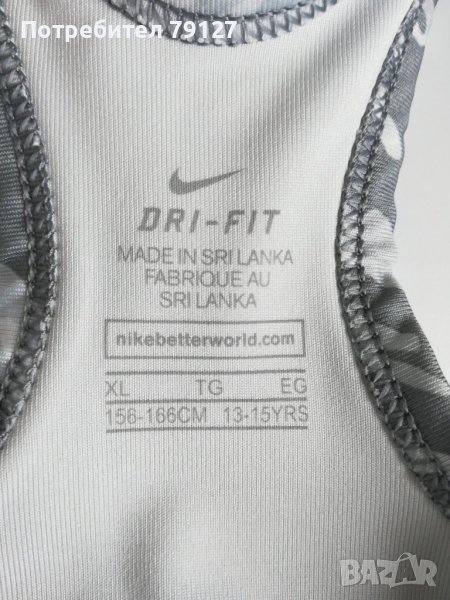 Потребител 79127
DRI-FIT
MADE IN SRI LANKA
FABRIQUE AU
SRI LANKA
nikebetterworld.com
XL TG EG
156-166CM 13-15YRS
BAZAR